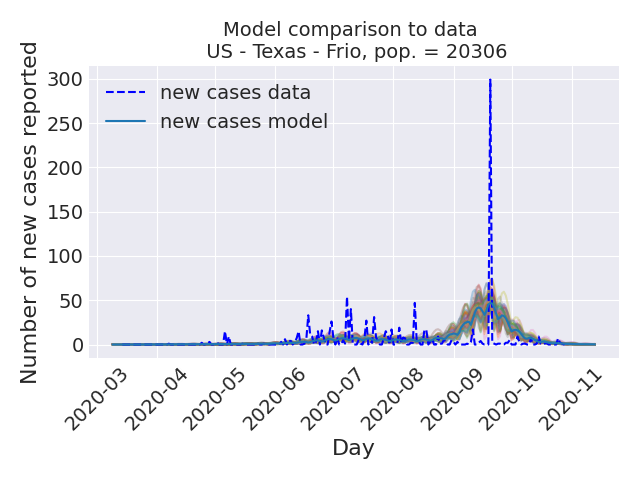 Model comparison to data
US - Texas - Frio, pop. = 20306
Number of new cases reported
300
250
200
150
100
50
0
new cases data
new cases model
2020-03
2020-04
2020-05
2020-06
2020-07
2020-08
2020-09
2020-10
2020-11
Day